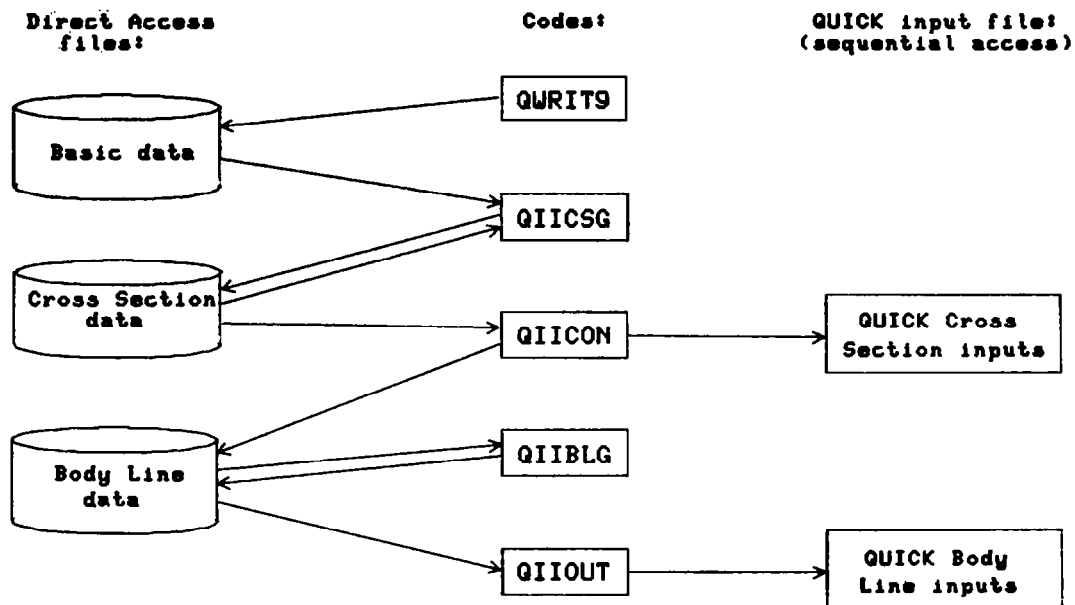 Direct Access
files:
Codes:
QUICK input file:
(sequential access)
QWRIT9
Basic data
QIICSG
Cross Section
data
QIICON
QUICK Cross
Section inputs
Body Line
data
QIIBLG
QIIOUT
QUICK Body
Line inputs